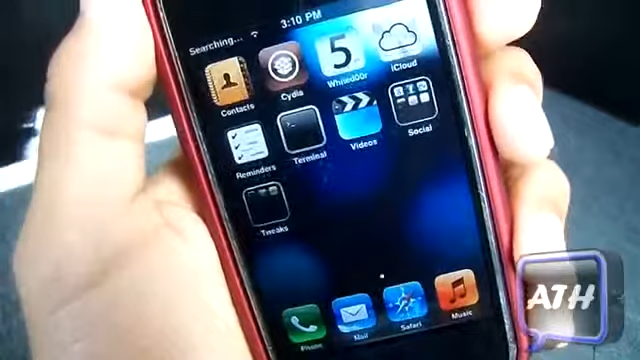 Searching... 3:10 PM
Contacts Cydia Whited00r iCloud
5
Reminders Terminal Videos Social
Tweaks
Phone Mail Safari Music
ATH